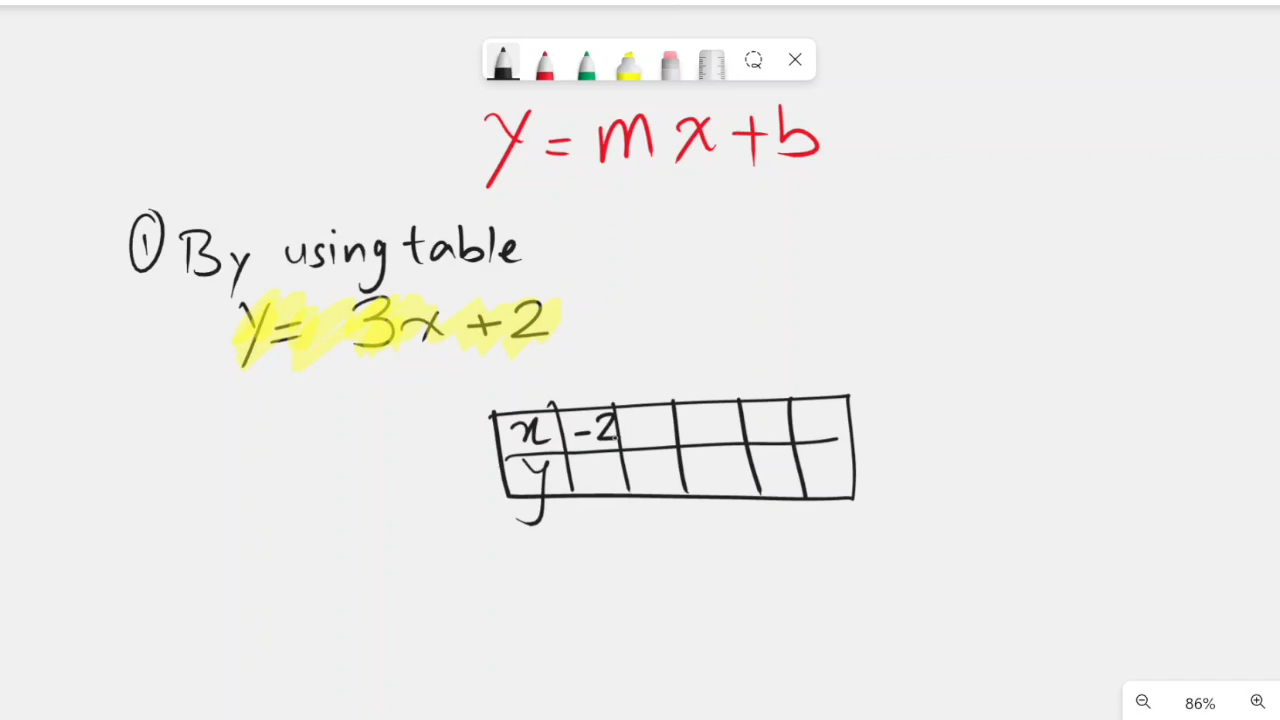 y = mx+b
① By using table
y = 3x +2
x -2
y
86%